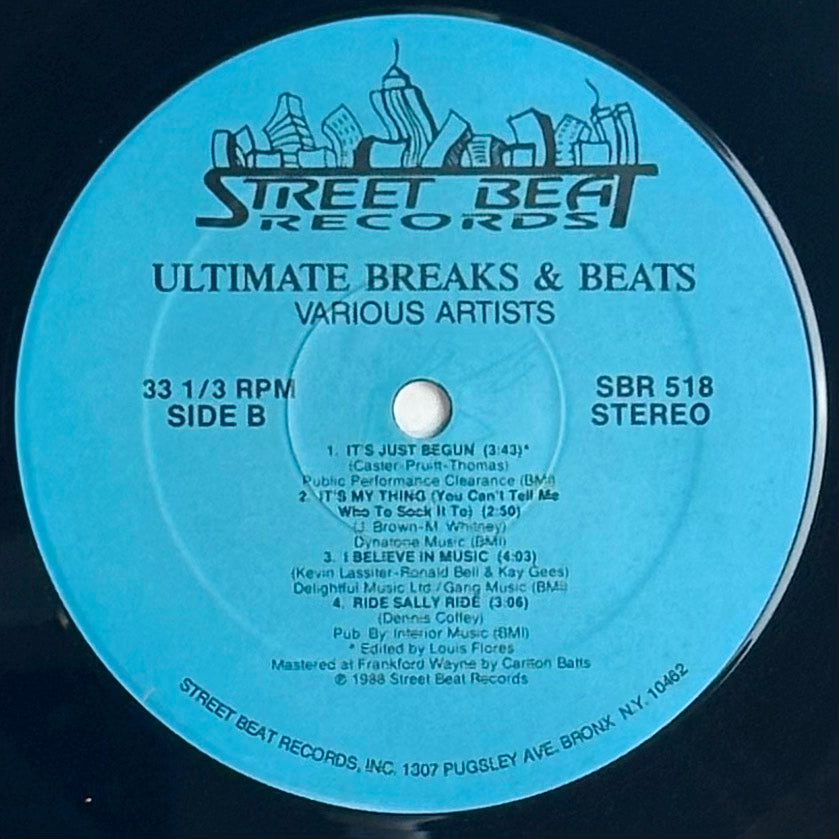 STREET BEAT
RECORDS
ULTIMATE BREAKS & BEATS
VARIOUS ARTISTS
33 1/3 RPM
SIDE B
SBR 518
STEREO
1. IT'S JUST BEGUN (3:43)*
(Caster-Pruitt-Thomas)
Public Performance Clearance (BMI)
2. IT'S MY THING (You Can't Tell Me
Who To Sock It To) (2:50)
(J. Brown-M. Whitney)
Dynatone Music (BMI)
3. I BELIEVE IN MUSIC (4:03)
(Kevin Lassiter-Ronald Bell & Kay Gees)
Delightful Music Ltd./Gang Music (BMI)
4. RIDE SALLY RIDE (3:06)
(Dennis Coffey)
Pub. By: Interior Music (BMI)
* Edited by Louis Flores
Mastered at Frankford Wayne by Carlton Batts
℗ 1988 Street Beat Records
STREET BEAT RECORDS, INC. 1307 PUGSLEY AVE. BRONX N.Y. 10462